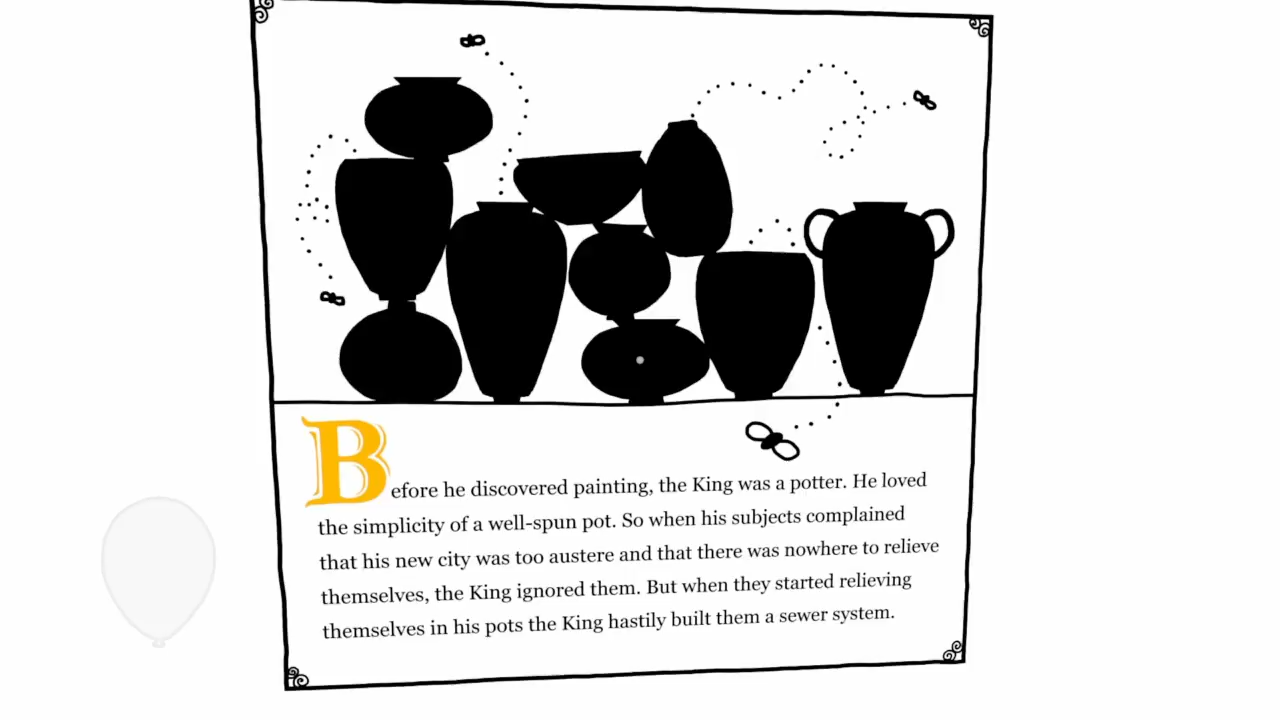 Before he discovered painting, the King was a potter. He loved
the simplicity of a well-spun pot. So when his subjects complained
that his new city was too austere and that there was nowhere to relieve
themselves, the King ignored them. But when they started relieving
themselves in his pots the King hastily built them a sewer system.